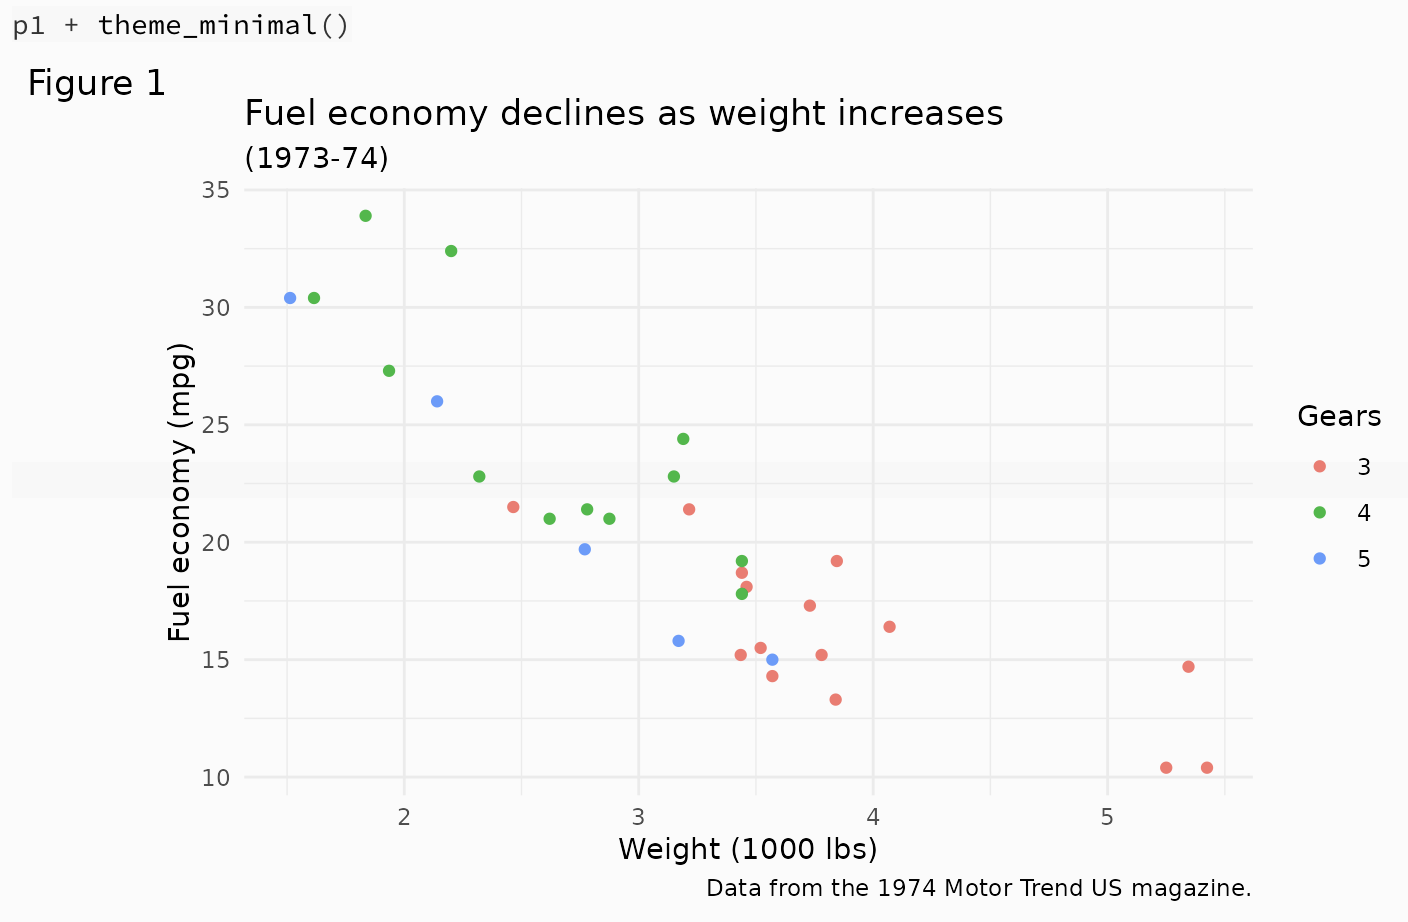 p1 + theme_minimal()
Figure 1
Fuel economy declines as weight increases
(1973-74)
Fuel economy (mpg)
35
30
25
20
15
10
2 3 4 5
Weight (1000 lbs)
Gears
3
4
5
Data from the 1974 Motor Trend US magazine.